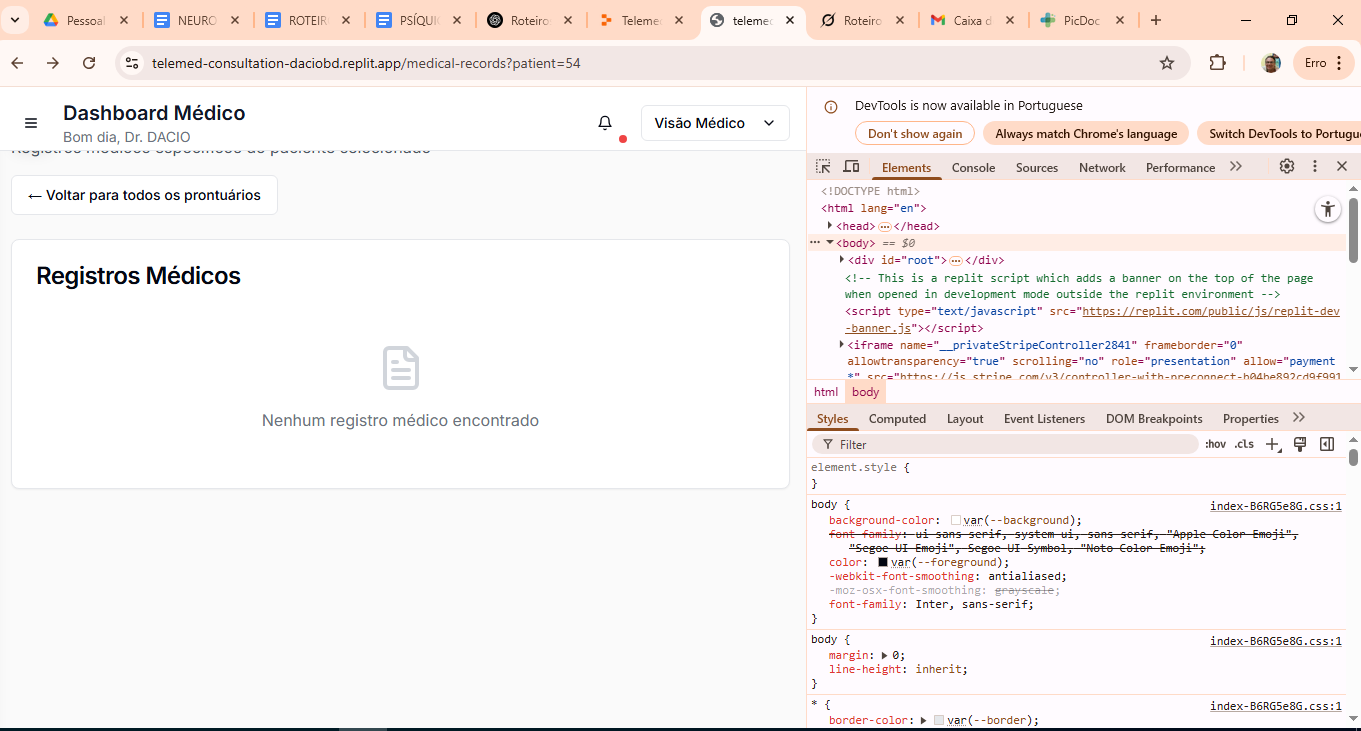 Pessoal
NEURO
ROTEIR
PSÍQUI
Roteiro
Teleme
teleme
Roteiro
Caixa d
PicDoc
telemed-consultation-daciobd.replit.app/medical-records?patient=54
Erro
Dashboard Médico
Bom dia, Dr. DACIO
Visão Médico
Registros médicos específicos do paciente selecionado
← Voltar para todos os prontuários
Registros Médicos
Nenhum registro médico encontrado
DevTools is now available in Portuguese
Don't show again
Always match Chrome's language
Switch DevTools to Portugu
Elements
Console
Sources
Network
Performance
<!DOCTYPE html>
<html lang="en">
<head> </head>
<body> == $0
<div id="root"> </div>
<!-- This is a replit script which adds a banner on the top of the page
when opened in development mode outside the replit environment -->
<script type="text/javascript" src="https://replit.com/public/js/replit-dev
-banner.js"></script>
<iframe name="__privateStripeController2841" frameborder="0"
allowtransparency="true" scrolling="no" role="presentation" allow="payment
*" src="https://js.stripe.com/v3/controller-with-preconnect-b04be892cd9f991
html
body
Styles
Computed
Layout
Event Listeners
DOM Breakpoints
Properties
Filter
:hov
.cls
element.style {
}
body {
index-B6RG5e8G.css:1
background-color: var(--background);
font-family: ui-sans-serif, system-ui, sans-serif, "Apple Color Emoji",
"Segoe UI Emoji", Segoe UI Symbol, "Noto Color Emoji";
color: var(--foreground);
-webkit-font-smoothing: antialiased;
-moz-osx-font-smoothing: grayscale;
font-family: Inter, sans-serif;
}
body {
index-B6RG5e8G.css:1
margin: 0;
line-height: inherit;
}
* {
index-B6RG5e8G.css:1
border-color: var(--border);